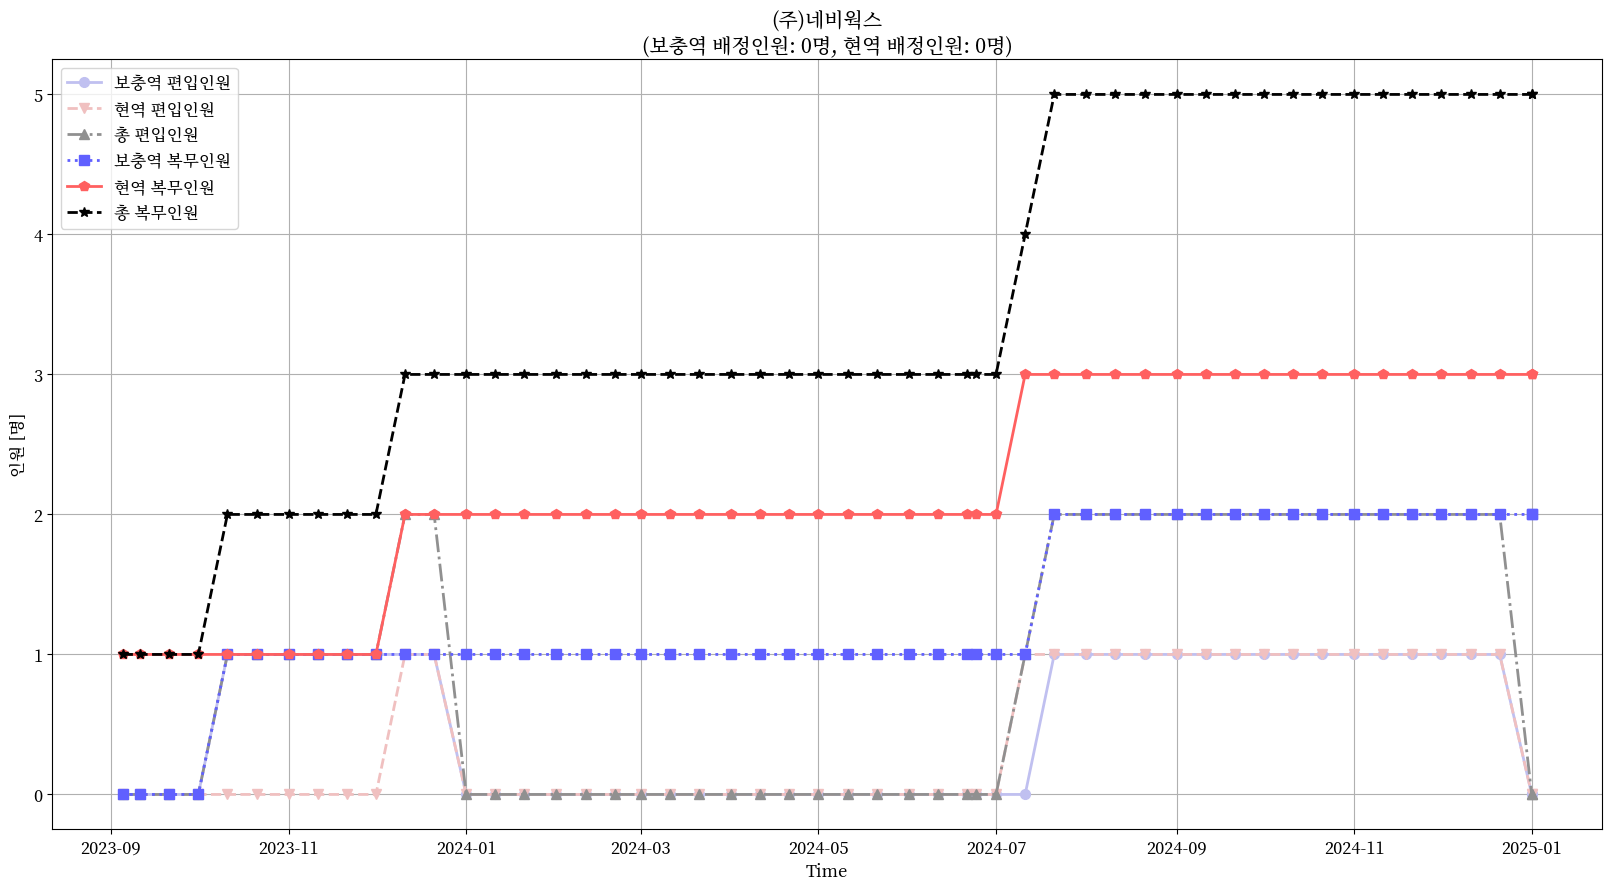 (주)네비웍스
(보충역 배정인원: 0명, 현역 배정인원: 0명)
보충역 편입인원
현역 편입인원
총 편입인원
보충역 복무인원
현역 복무인원
총 복무인원
인원 [명]
5
4
3
2
1
0
2023-09
2023-11
2024-01
2024-03
2024-05
2024-07
2024-09
2024-11
2025-01
Time